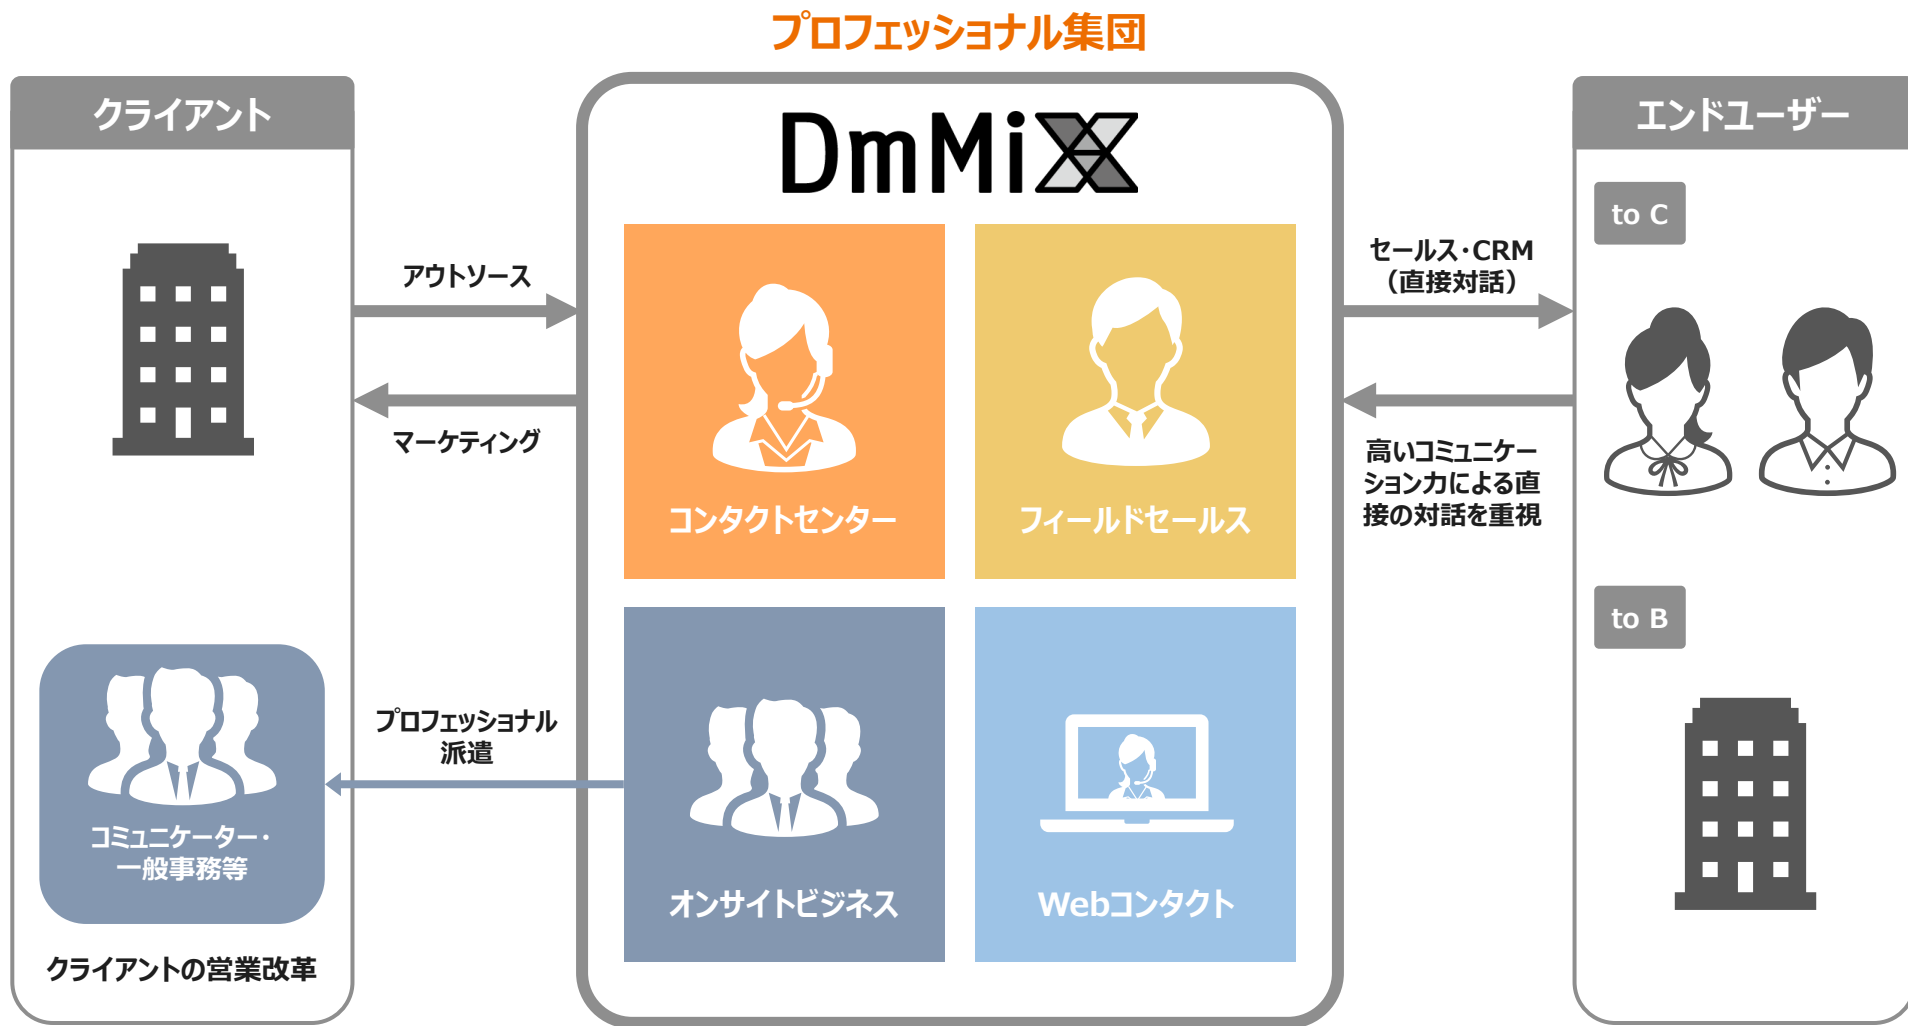 プロフェッショナル集団
クライアント
アウトソース
マーケティング
プロフェッショナル
派遣
コミュニケーター・
一般事務等
クライアントの営業改革
DmMiX
コンタクトセンター
フィールドセールス
オンサイトビジネス
Webコンタクト
セールス・CRM
（直接対話）
高いコミュニケー
ション力による直
接の対話を重視
エンドユーザー
to C
to B